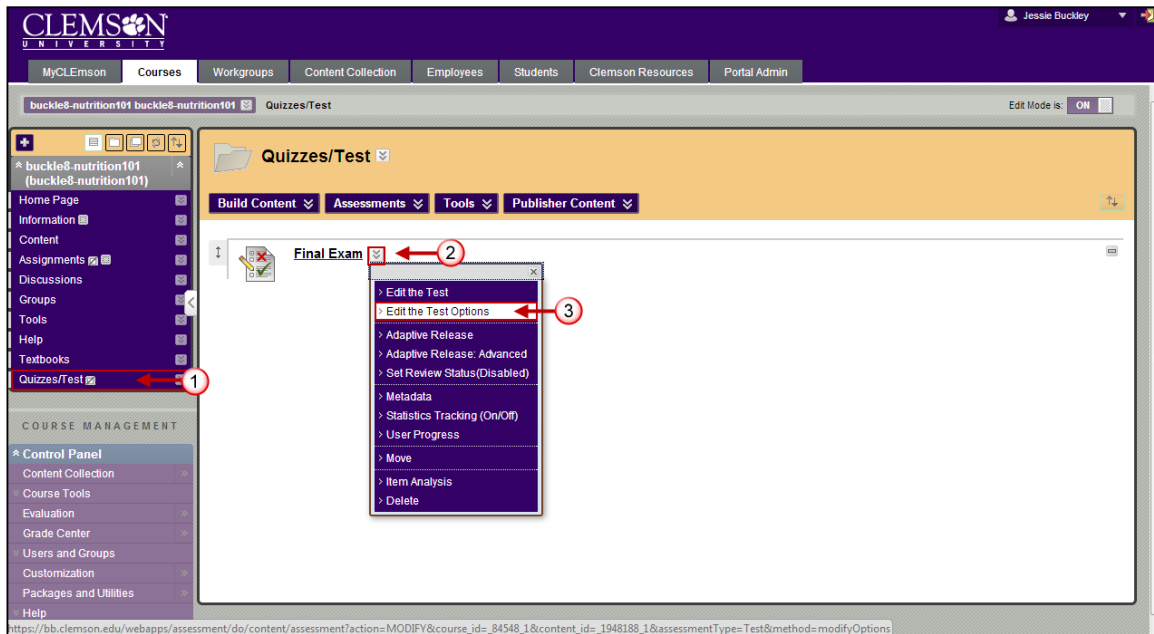 CLEMSON
UNIVERSITY
Jessie Buckley
MyCLEmson Courses Workgroups Content Collection Employees Students Clemson Resources Portal Admin
buckle8-nutrition101 buckle8-nutrition101 Quizzes/Test
Edit Mode is: ON
buckle8-nutrition101
(buckle8-nutrition101)
Home Page
Information
Content
Assignments
Discussions
Groups
Tools
Help
Textbooks
Quizzes/Test
1
COURSE MANAGEMENT
Control Panel
Content Collection
Course Tools
Evaluation
Grade Center
Users and Groups
Customization
Packages and Utilities
Help
Quizzes/Test
Build Content Assessments Tools Publisher Content
Final Exam
2
> Edit the Test
> Edit the Test Options
3
> Adaptive Release
> Adaptive Release: Advanced
> Set Review Status(Disabled)
> Metadata
> Statistics Tracking (On/Off)
> User Progress
> Move
> Item Analysis
> Delete
https://bb.clemson.edu/webapps/assessment/do/content/assessment?action=MODIFY&course_id=_84548_1&content_id=_1948188_1&assessmentType=Test&method=modifyOptions